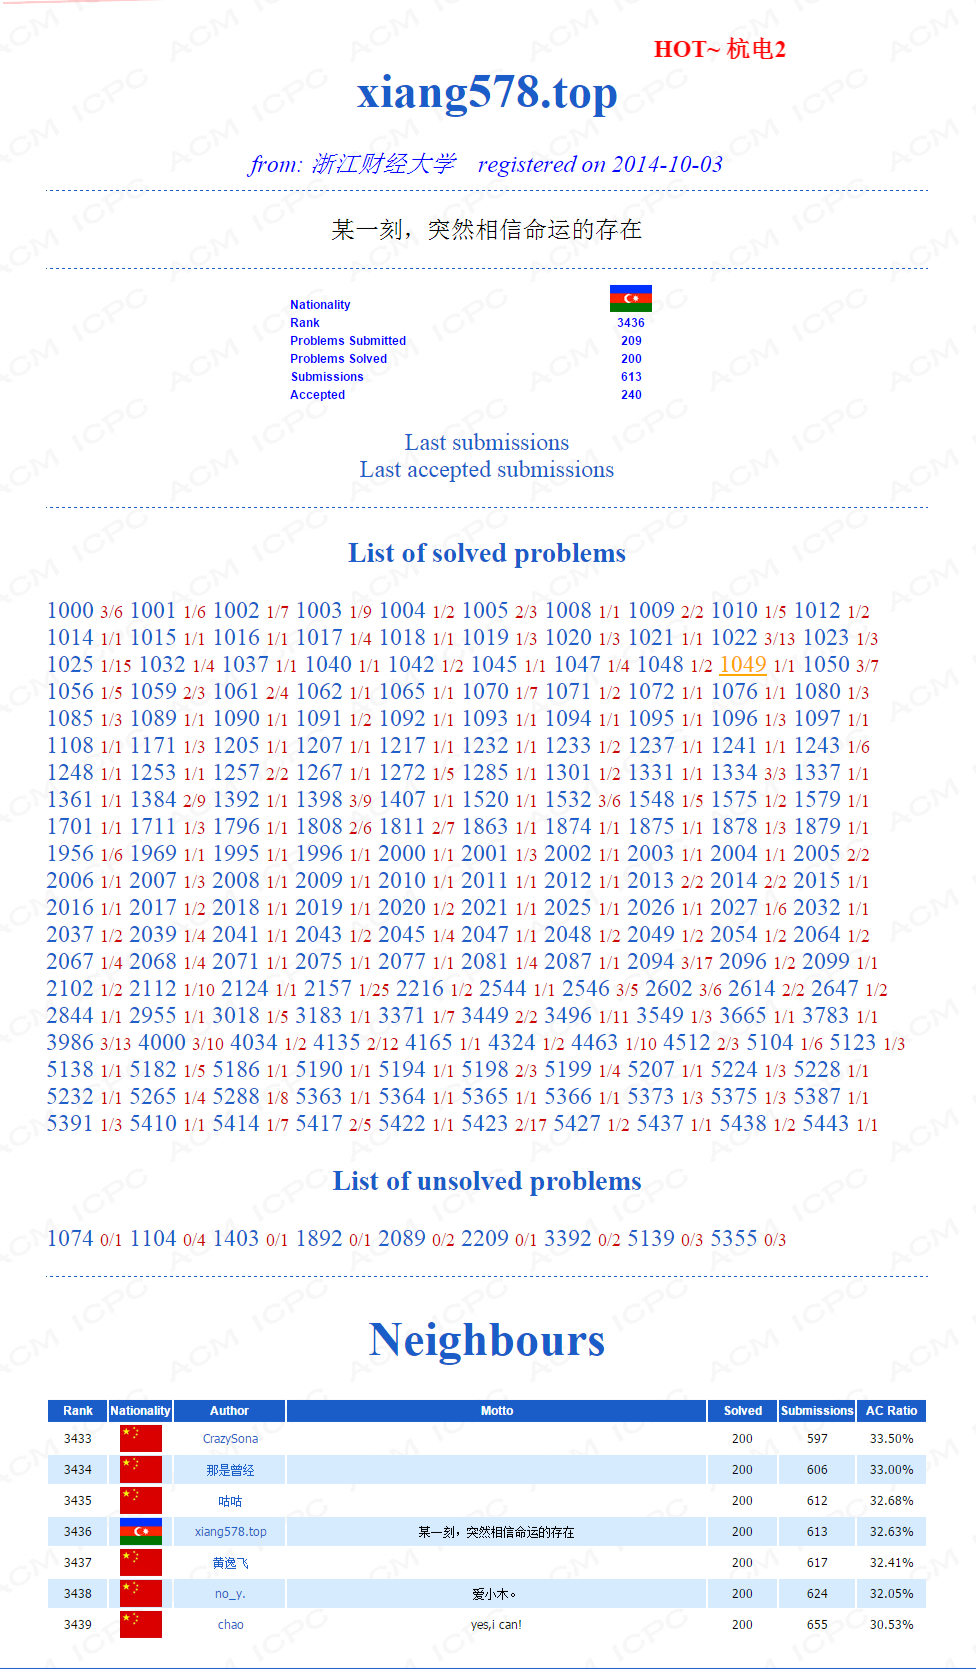 HOT~ 杭电2
xiang578.top
from: 浙江财经大学 registered on 2014-10-03
某一刻，突然相信命运的存在
Nationality
Rank 3436
Problems Submitted 209
Problems Solved 200
Submissions 613
Accepted 240
Last submissions
Last accepted submissions
List of solved problems
1000 3/6 1001 1/6 1002 1/7 1003 1/9 1004 1/2 1005 2/3 1008 1/1 1009 2/2 1010 1/5 1012 1/2
1014 1/1 1015 1/1 1016 1/1 1017 1/4 1018 1/1 1019 1/3 1020 1/3 1021 1/1 1022 3/13 1023 1/3
1025 1/15 1032 1/4 1037 1/1 1040 1/1 1042 1/2 1045 1/1 1047 1/4 1048 1/2 1049 1/1 1050 3/7
1056 1/5 1059 2/3 1061 2/4 1062 1/1 1065 1/1 1070 1/7 1071 1/2 1072 1/1 1076 1/1 1080 1/3
1085 1/3 1089 1/1 1090 1/1 1091 1/2 1092 1/1 1093 1/1 1094 1/1 1095 1/1 1096 1/3 1097 1/1
1108 1/1 1171 1/3 1205 1/1 1207 1/1 1217 1/1 1232 1/1 1233 1/2 1237 1/1 1241 1/1 1243 1/6
1248 1/1 1253 1/1 1257 2/2 1267 1/1 1272 1/5 1285 1/1 1301 1/2 1331 1/1 1334 3/3 1337 1/1
1361 1/1 1384 2/9 1392 1/1 1398 3/9 1407 1/1 1520 1/1 1532 3/6 1548 1/5 1575 1/2 1579 1/1
1701 1/1 1711 1/3 1796 1/1 1808 2/6 1811 2/7 1863 1/1 1874 1/1 1875 1/1 1878 1/3 1879 1/1
1956 1/6 1969 1/1 1995 1/1 1996 1/1 2000 1/1 2001 1/3 2002 1/1 2003 1/1 2004 1/1 2005 2/2
2006 1/1 2007 1/3 2008 1/1 2009 1/1 2010 1/1 2011 1/1 2012 1/1 2013 2/2 2014 2/2 2015 1/1
2016 1/1 2017 1/2 2018 1/1 2019 1/1 2020 1/2 2021 1/1 2025 1/1 2026 1/1 2027 1/6 2032 1/1
2037 1/2 2039 1/4 2041 1/1 2043 1/2 2045 1/4 2047 1/1 2048 1/2 2049 1/2 2054 1/2 2064 1/2
2067 1/4 2068 1/4 2071 1/1 2075 1/1 2077 1/1 2081 1/4 2087 1/1 2094 3/17 2096 1/2 2099 1/1
2102 1/2 2112 1/10 2124 1/1 2157 1/25 2216 1/2 2544 1/1 2546 3/5 2602 3/6 2614 2/2 2647 1/2
2844 1/1 2955 1/1 3018 1/5 3183 1/1 3371 1/7 3449 2/2 3496 1/11 3549 1/3 3665 1/1 3783 1/1
3986 3/13 4000 3/10 4034 1/2 4135 2/12 4165 1/1 4324 1/2 4463 1/10 4512 2/3 5104 1/6 5123 1/3
5138 1/1 5182 1/5 5186 1/1 5190 1/1 5194 1/1 5198 2/3 5199 1/4 5207 1/1 5224 1/3 5228 1/1
5232 1/1 5265 1/4 5288 1/8 5363 1/1 5364 1/1 5365 1/1 5366 1/1 5373 1/3 5375 1/3 5387 1/1
5391 1/3 5410 1/1 5414 1/7 5417 2/5 5422 1/1 5423 2/17 5427 1/2 5437 1/1 5438 1/2 5443 1/1
List of unsolved problems
1074 0/1 1104 0/4 1403 0/1 1892 0/1 2089 0/2 2209 0/1 3392 0/2 5139 0/3 5355 0/3
Neighbours
Rank Nationality Author Motto Solved Submissions AC Ratio
3433 CrazySona 200 597 33.50%
3434 那是曾经 200 606 33.00%
3435 咕咕 200 612 32.68%
3436 xiang578.top 某一刻，突然相信命运的存在 200 613 32.63%
3437 黄逸飞 200 617 32.41%
3438 no_y. 爱小木。 200 624 32.05%
3439 chao yes,i can! 200 655 30.53%